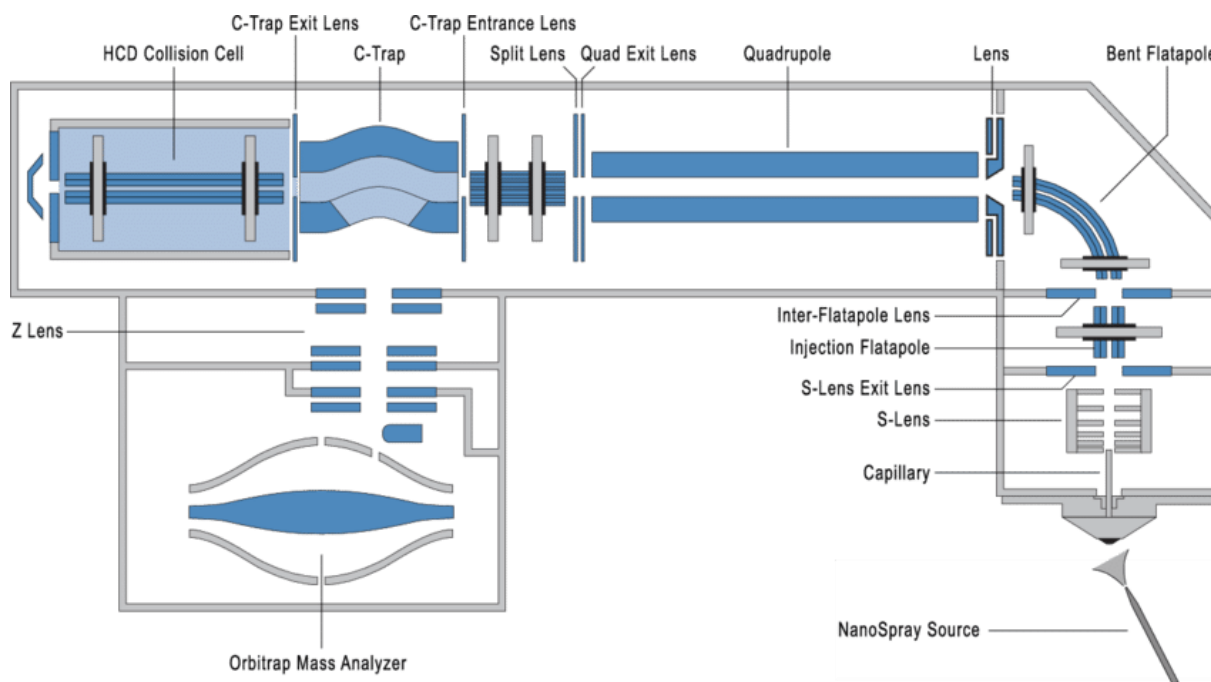 C-Trap Exit Lens
C-Trap Entrance Lens
HCD Collision Cell
C-Trap
Split Lens
Quad Exit Lens
Quadrupole
Lens
Bent Flatapole
Z Lens
Inter-Flatapole Lens
Injection Flatapole
S-Lens Exit Lens
S-Lens
Capillary
NanoSpray Source
Orbitrap Mass Analyzer